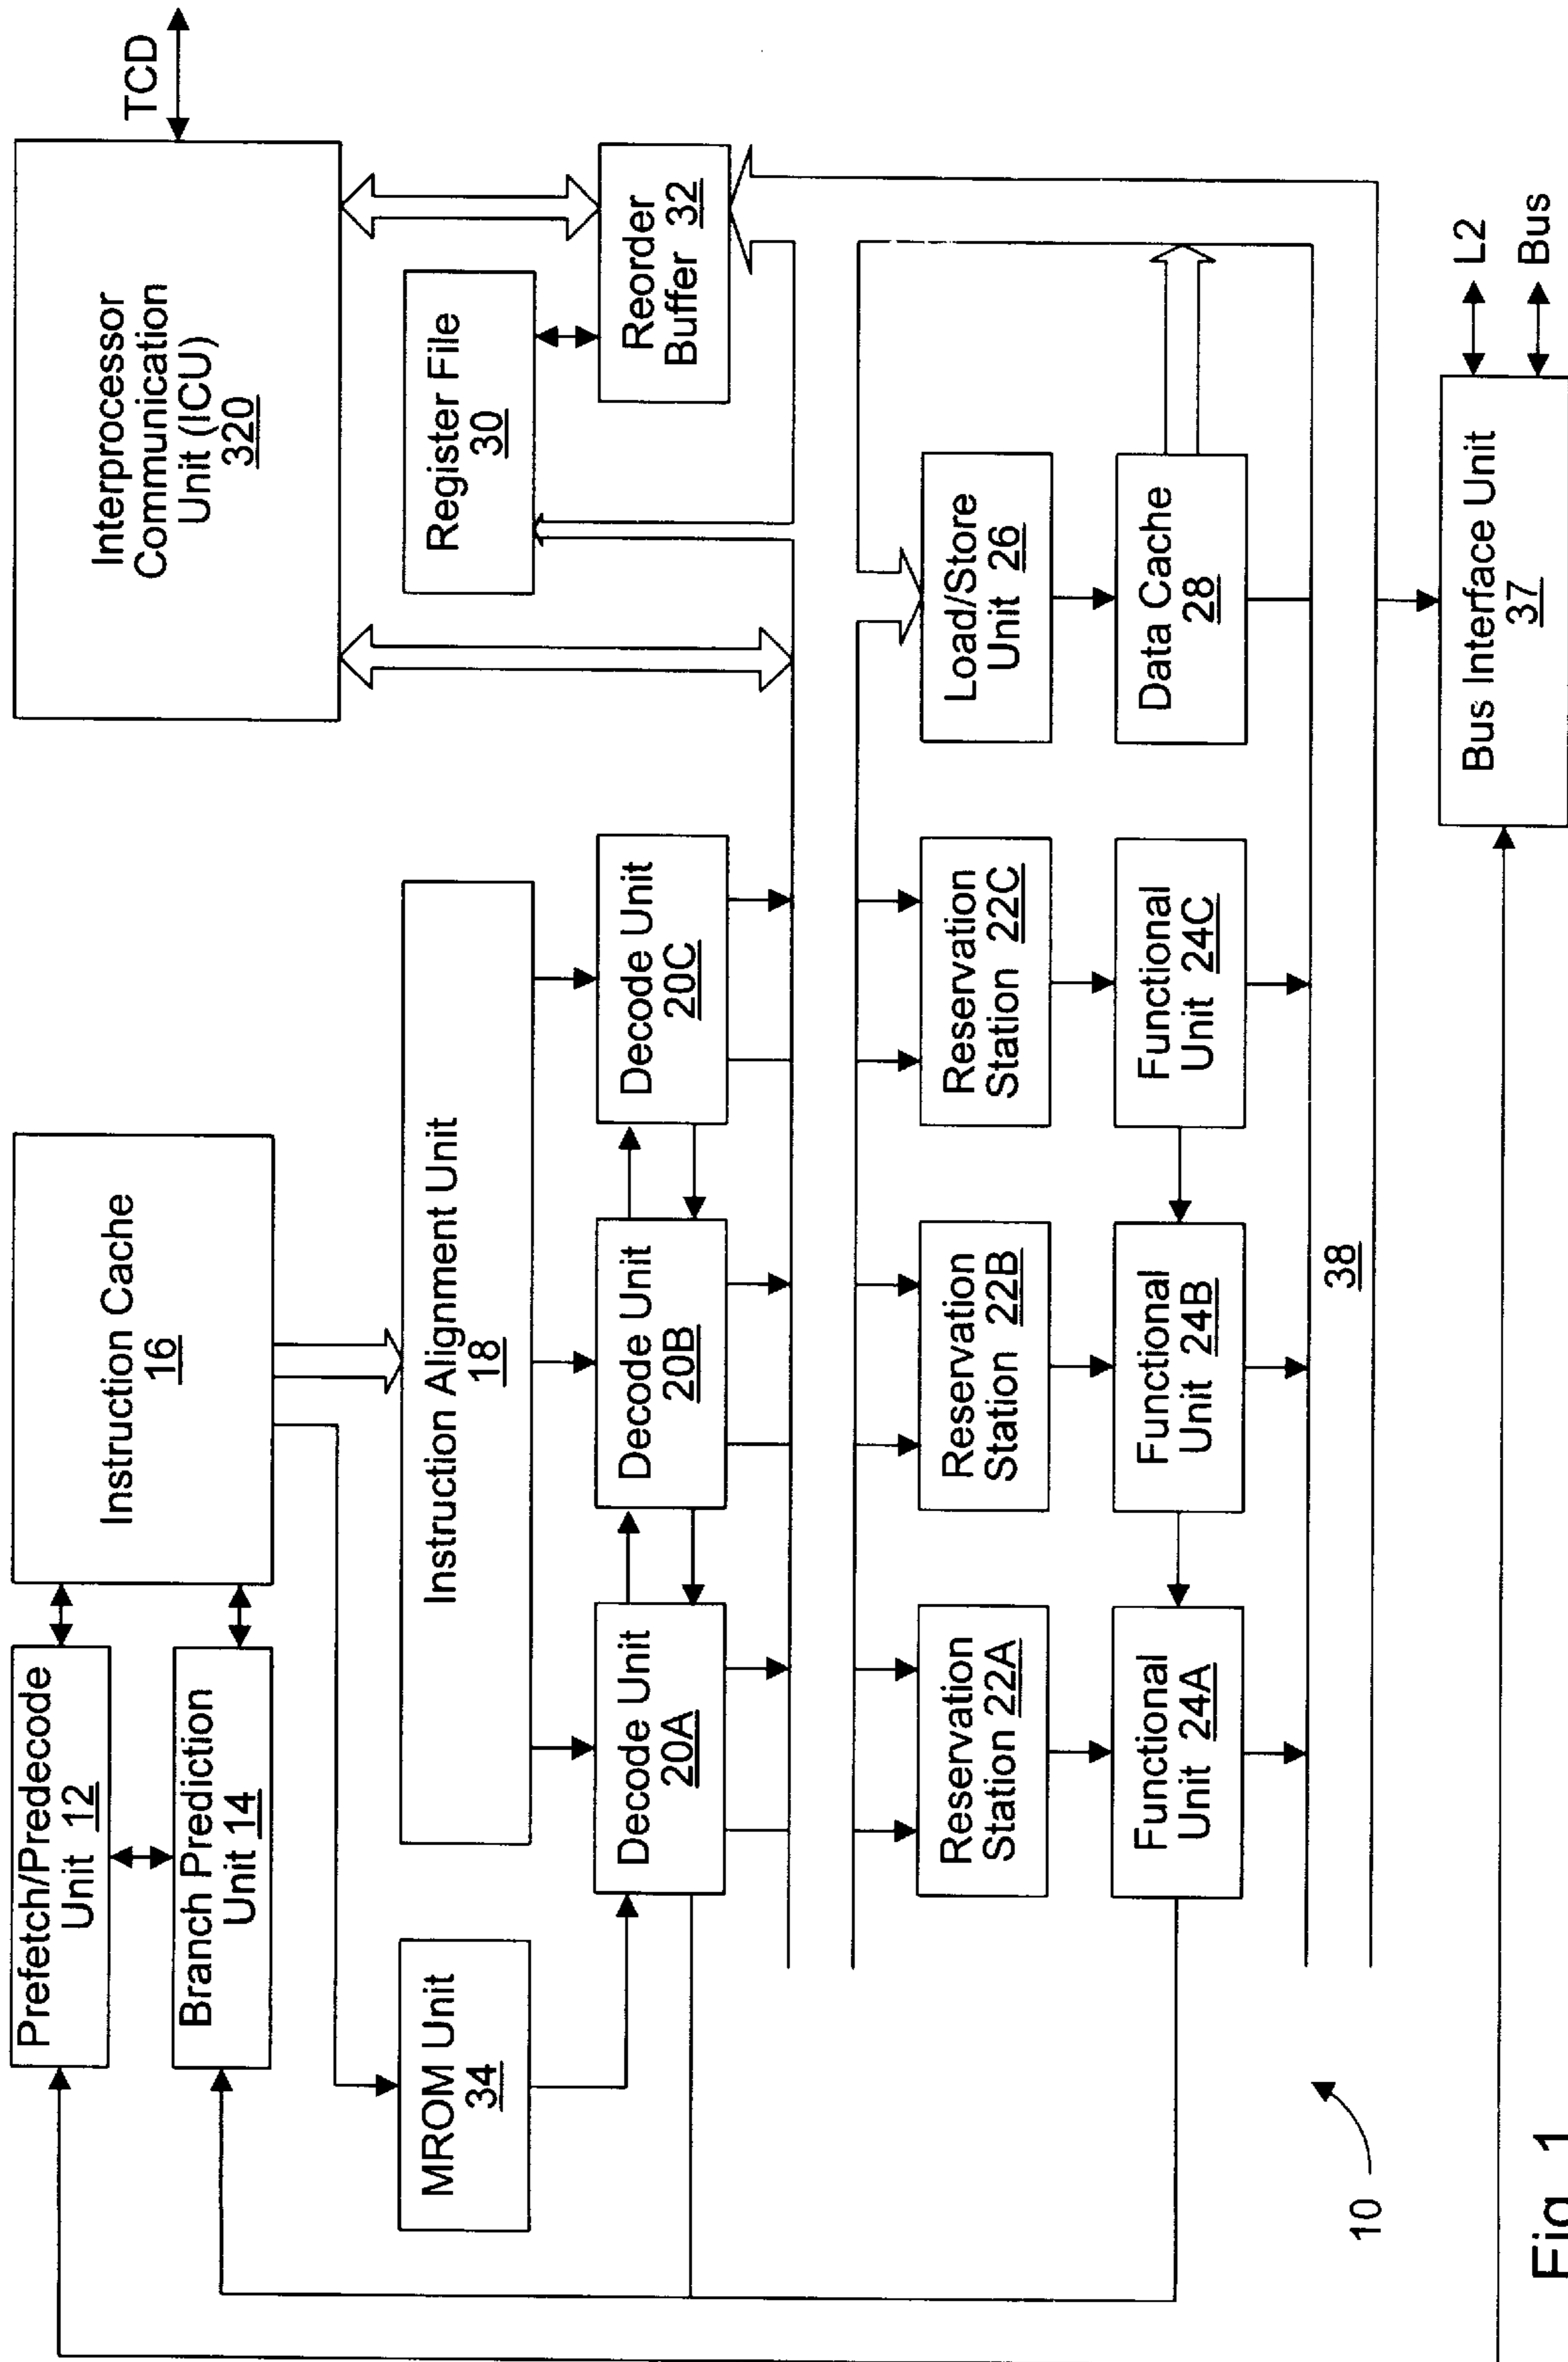 Prefetch/Predecode
Unit 12
Branch Prediction
Unit 14
Instruction Cache
16
Interprocessor
Communication
Unit (ICU)
320
TCD
MROM Unit
34
Instruction Alignment Unit
18
Register File
30
Decode Unit
20A
Decode Unit
20B
Decode Unit
20C
Reorder
Buffer 32
Reservation
Station 22A
Reservation
Station 22B
Reservation
Station 22C
Load/Store
Unit 26
Functional
Unit 24A
Functional
Unit 24B
Functional
Unit 24C
Data Cache
28
38
10
Bus Interface Unit
37
L2
Bus
Fig. 1